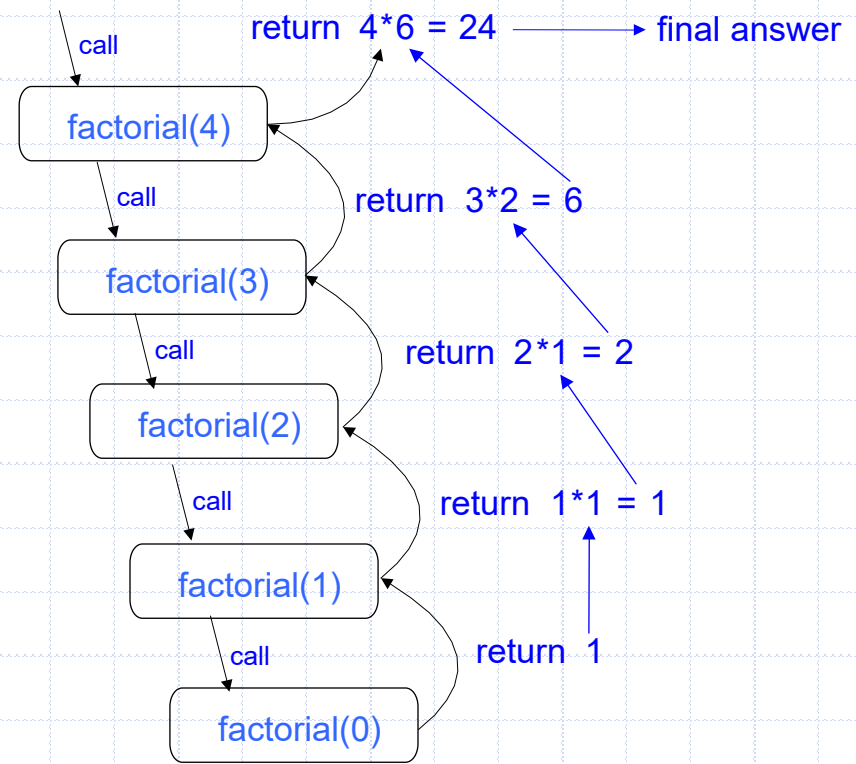 return 4*6 = 24
final answer
call
factorial(4)
call
return 3*2 = 6
factorial(3)
call
return 2*1 = 2
factorial(2)
call
return 1*1 = 1
factorial(1)
call
return 1
factorial(0)